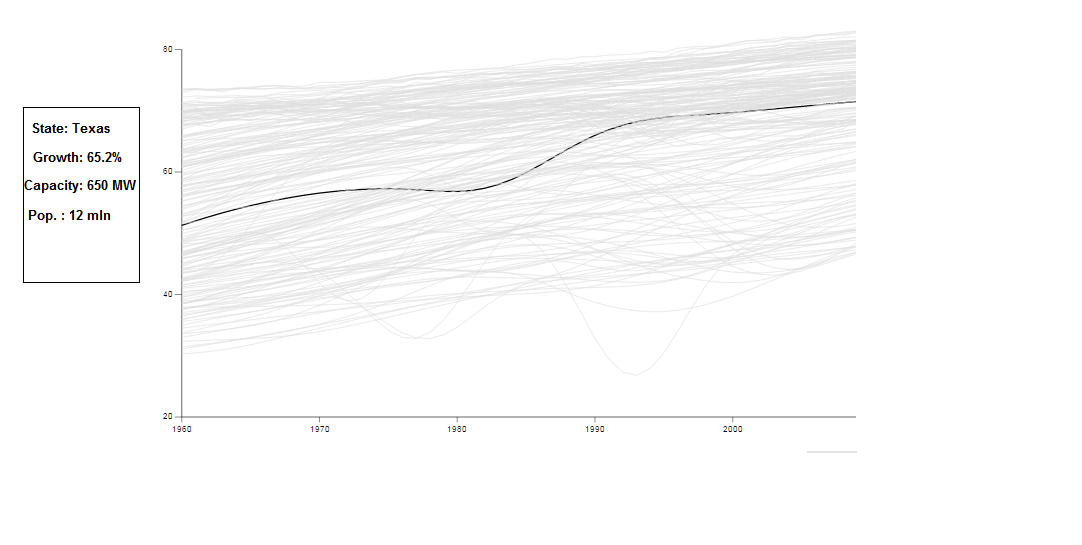 80
State: Texas
Growth: 65.2%
60
Capacity: 650 MW
Pop. : 12 mln
40
20
1960 1970 1980 1990 2000